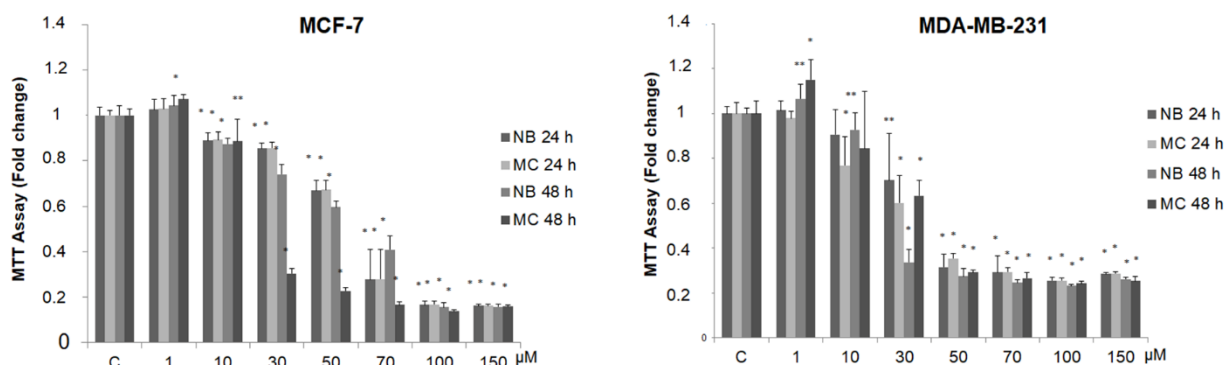 MCF-7
MTT Assay (Fold change)
1.4
1.2
1
0.8
0.6
0.4
0.2
0
C 1 10 30 50 70 100 150 µM
* * * * ** * * * * * * * * * * * * * * * * * * *
NB 24 h
MC 24 h
NB 48 h
MC 48 h
MDA-MB-231
MTT Assay (Fold change)
1.4
1.2
1.0
0.8
0.6
0.4
0.2
0
C 1 10 30 50 70 100 150 µM
** * * ** ** * * * * * * * * * * * * * * * * * * *
NB 24 h
MC 24 h
NB 48 h
MC 48 h